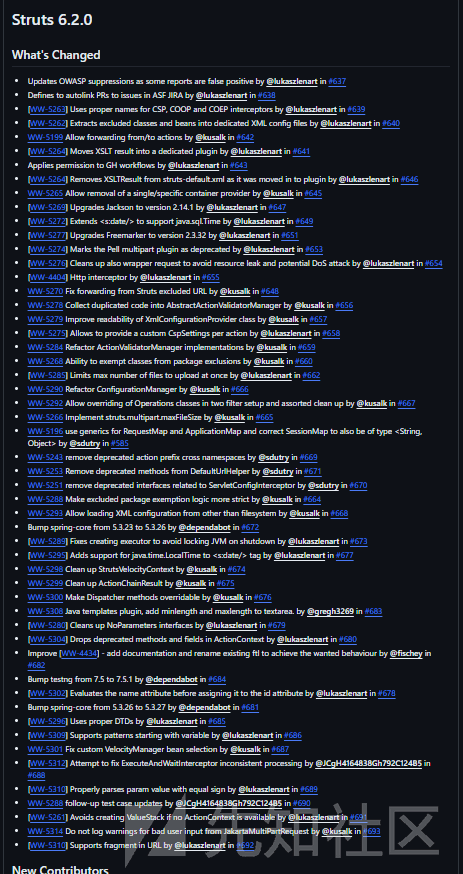 Struts 6.2.0
What's Changed
Updates OWASP suppressions as some reports are false positive by @lukaszlenart in #637
Defines to autolink PRs to issues in ASF JIRA by @lukaszlenart in #638
[WW-5263] Uses proper names for CSP, COOP and COEP interceptors by @lukaszlenart in #639
[WW-5262] Extracts excluded classes and beans into dedicated XML config files by @lukaszlenart in #640
WW-5199 Allow forwarding from/to actions by @kusalk in #642
[WW-5264] Moves XSLT result into a dedicated plugin by @lukaszlenart in #641
Applies permission to GH workflows by @lukaszlenart in #643
[WW-5264] Removes XSLTResult from struts-default.xml as it was moved in to plugin by @lukaszlenart in #646
WW-5265 Allow removal of a single/specific container provider by @kusalk in #645
[WW-5269] Upgrades Jackson to version 2.14.1 by @lukaszlenart in #647
[WW-5272] Extends <s:date/> to support java.sql.Time by @lukaszlenart in #649
[WW-5277] Upgrades Freemarker to version 2.3.32 by @lukaszlenart in #651
[WW-5274] Marks the Pell multipart plugin as deprecated by @lukaszlenart in #653
[WW-5276] Cleans up also wrapper request to avoid resource leak and potential DoS attack by @lukaszlenart in #654
[WW-4404] Http interceptor by @lukaszlenart in #655
WW-5270 Fix forwarding from Struts excluded URL by @kusalk in #648
WW-5278 Collect duplicated code into AbstractActionValidatorManager by @kusalk in #656
WW-5279 Improve readability of XmlConfigurationProvider class by @kusalk in #657
[WW-5275] Allows to provide a custom CspSettings per action by @lukaszlenart in #658
WW-5284 Refactor ActionValidatorManager implementations by @kusalk in #659
WW-5268 Ability to exempt classes from package exclusions by @kusalk in #660
[WW-5285] Limits max number of files to upload at once by @lukaszlenart in #662
WW-5290 Refactor ConfigurationManager by @kusalk in #666
WW-5292 Allow overriding of Operations classes in two filter setup and assorted clean up by @kusalk in #667
WW-5266 Implement struts.multipart.maxFileSize by @kusalk in #665
WW-5196 use generics for RequestMap and ApplicationMap and correct SessionMap to also be of type <String,
Object> by @sdutry in #585
WW-5243 remove deprecated action prefix cross namespaces by @sdutry in #669
WW-5253 Remove deprecated methods from DefaultUrlHelper by @sdutry in #671
WW-5251 remove deprecated interfaces related to ServletConfigInterceptor by @sdutry in #670
WW-5288 Make excluded package exemption logic more strict by @kusalk in #664
WW-5293 Allow loading XML configuration from other than filesystem by @kusalk in #668
Bump spring-core from 5.3.23 to 5.3.26 by @dependabot in #672
[WW-5289] Fixes creating executor to avoid locking JVM on shutdown by @lukaszlenart in #673
[WW-5295] Adds support for java.time.LocalTime to <s:date/> tag by @lukaszlenart in #677
WW-5298 Clean up StrutsVelocityContext by @kusalk in #674
WW-5299 Clean up ActionChainResult by @kusalk in #675
WW-5300 Make Dispatcher methods overridable by @kusalk in #676
WW-5308 Java templates plugin, add minlength and maxlength to textarea. by @gregh3269 in #683
[WW-5280] Cleans up NoParameters interfaces by @lukaszlenart in #679
[WW-5304] Drops deprecated methods and fields in ActionContext by @lukaszlenart in #680
Improve [WW-4434] - add documentation and rename existing ftl to achieve the wanted behaviour by @fischey in
#682
Bump testng from 7.5 to 7.5.1 by @dependabot in #684
[WW-5302] Evaluates the name attribute before assigning it to the id attribute by @lukaszlenart in #678
Bump spring-core from 5.3.26 to 5.3.27 by @dependabot in #681
[WW-5296] Uses proper DTDs by @lukaszlenart in #685
[WW-5309] Supports patterns starting with variable by @lukaszlenart in #686
WW-5301 Fix custom VelocityManager bean selection by @kusalk in #687
[WW-5312] Attempt to fix ExecuteAndWaitInterceptor inconsistent processing by @JCgH4164838Gh792C124B5 in
#688
[WW-5310] Properly parses param value with equal sign by @lukaszlenart in #689
WW-5288 follow-up test case updates by @JCgH4164838Gh792C124B5 in #690
[WW-5261] Avoids creating ValueStack if no ActionContext is available by @lukaszlenart in #691
WW-5314 Do not log warnings for bad user input from JakartaMultiPartRequest by @kusalk in #693
[WW-5310] Supports fragment in URL by @lukaszlenart in #692
先知社区
New Contributors